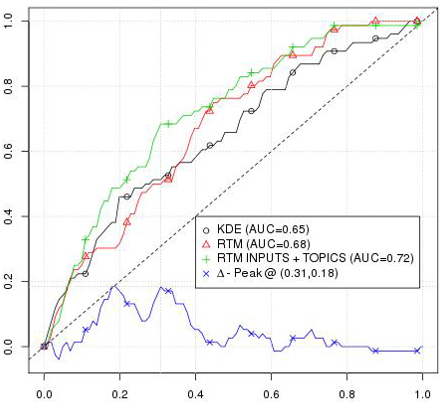 1.0
0.8
0.6
0.4
0.2
0.0
KDE (AUC=0.65)
RTM (AUC=0.68)
RTM INPUTS + TOPICS (AUC=0.72)
Δ - Peak @ (0.31,0.18)
0.0 0.2 0.4 0.6 0.8 1.0